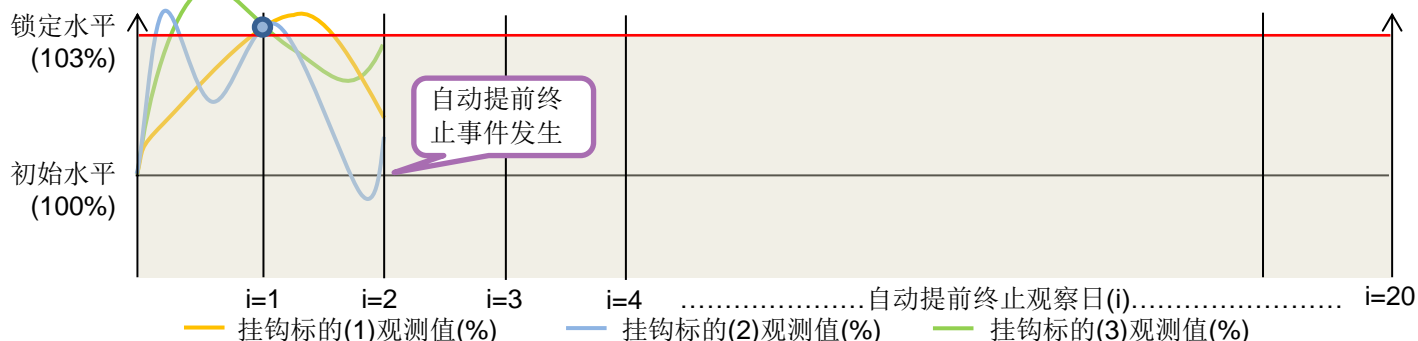 锁定水平
(103%)
自动提前终
止事件发生
初始水平
(100%)
i=1 i=2 i=3 i=4 …………………自动提前终止观察日(i)…………………… i=20
挂钩标的(1)观测值(%) 挂钩标的(2)观测值(%) 挂钩标的(3)观测值(%)